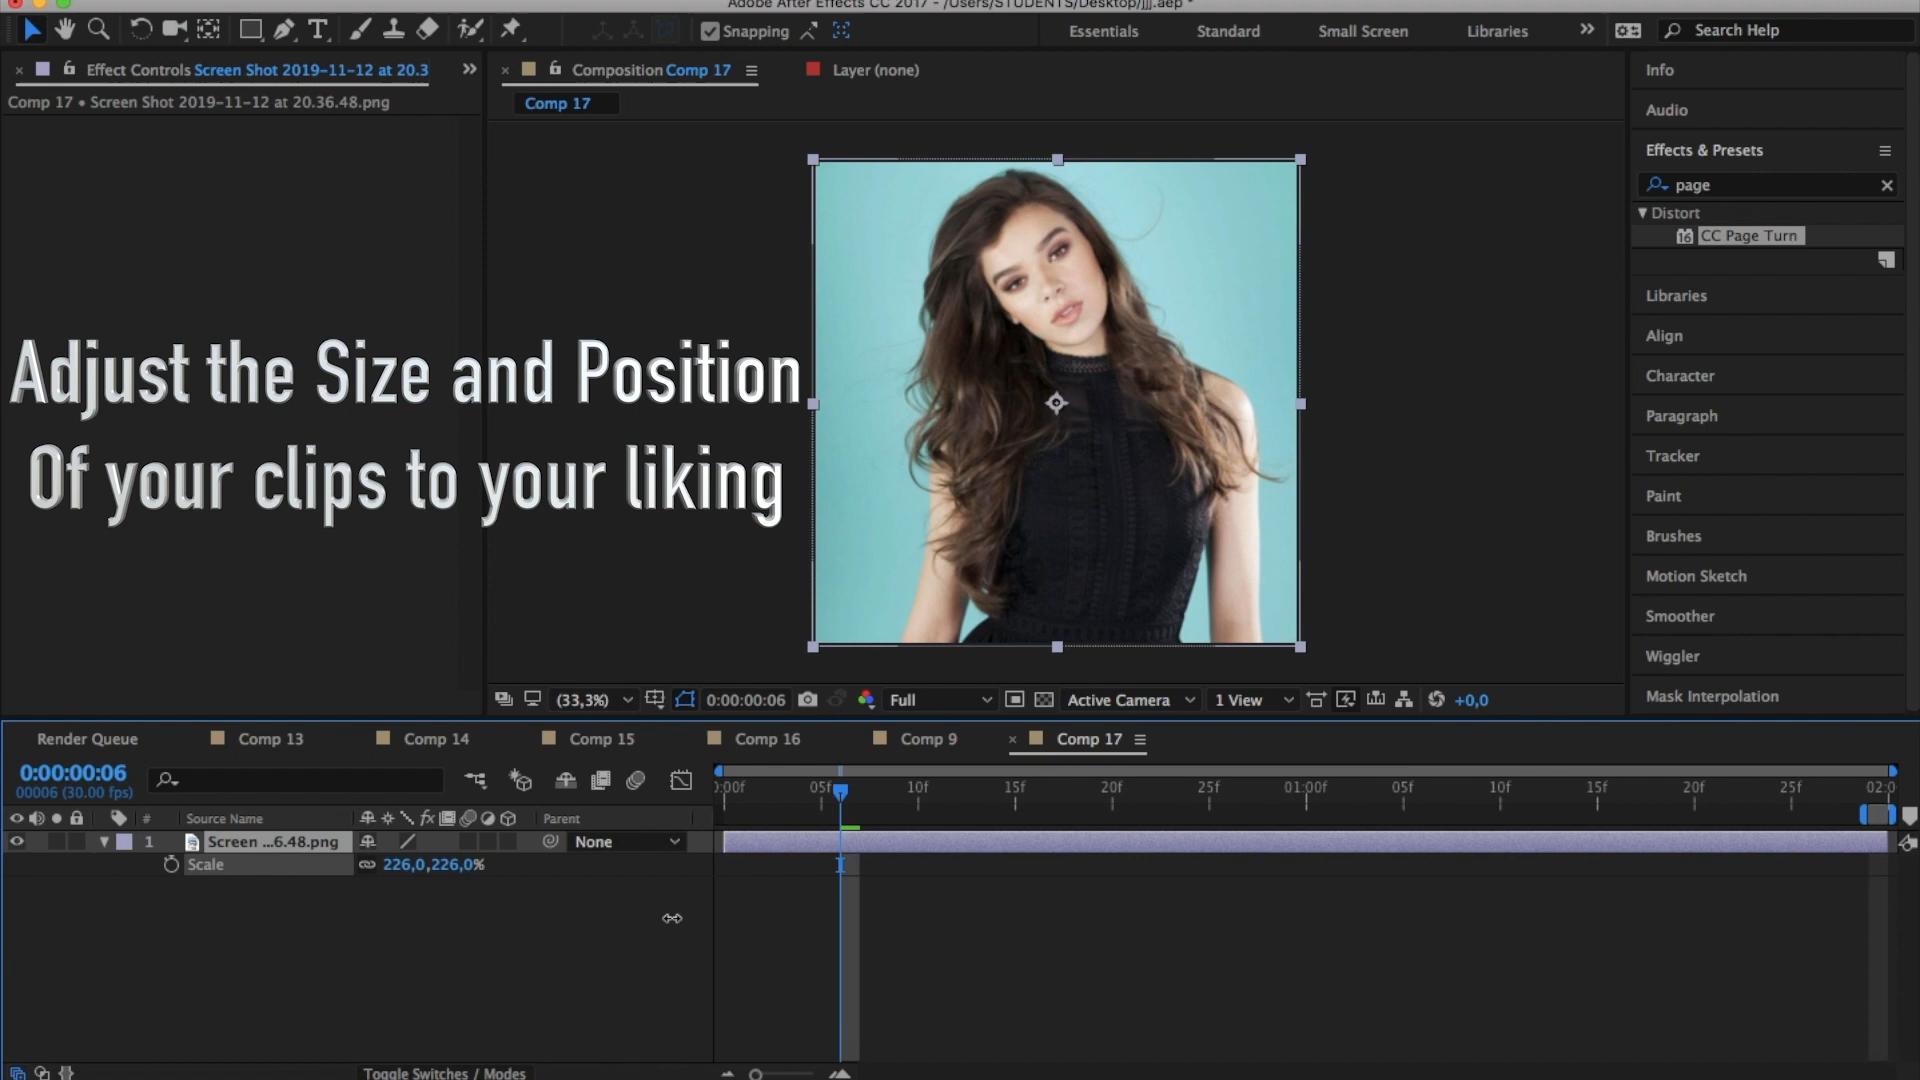 Adobe After Effects CC 2017 - /Users/STUDENTS/Desktop/jjj.aep *
Snapping
Essentials
Standard
Small Screen
Libraries
Search Help
Effect Controls Screen Shot 2019-11-12 at 20.3
Comp 17 • Screen Shot 2019-11-12 at 20.36.48.png
Composition Comp 17
Layer (none)
Comp 17
Info
Audio
Effects & Presets
page
Distort
16 CC Page Turn
Libraries
Align
Character
Paragraph
Tracker
Paint
Brushes
Motion Sketch
Smoother
Wiggler
Mask Interpolation
Adjust the Size and Position
Of your clips to your liking
(33,3%)
0:00:00:06
Full
Active Camera
1 View
+0,0
Render Queue
Comp 13
Comp 14
Comp 15
Comp 16
Comp 9
Comp 17
0:00:00:06
00006 (30.00 fps)
):00f 05f 10f 15f 20f 25f 01:00f 05f 10f 15f 20f 25f 02:0
# Source Name
fx
Parent
1 Screen ...6.48.png
None
Scale
226,0,226,0%
Toggle Switches / Modes